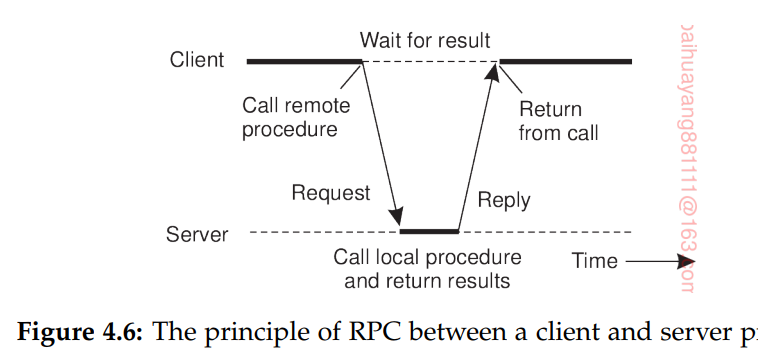 Wait for result
Client
Call remote
procedure
Return
from call
Request
Reply
Server
Call local procedure
and return results
Time
Figure 4.6: The principle of RPC between a client and server